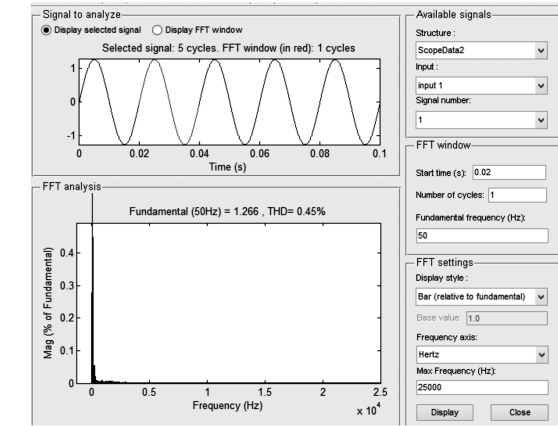 Signal to analyze
Display selected signal Display FFT window
Selected signal: 5 cycles. FFT window (in red): 1 cycles
1
0
-1
0 0.02 0.04 0.06 0.08 0.1
Time (s)
FFT analysis
Fundamental (50Hz) = 1.266 , THD= 0.45%
Mag (% of Fundamental)
0.4
0.3
0.2
0.1
0
0 0.5 1 1.5 2 2.5
Frequency (Hz)
x 10^4
Available signals
Structure :
ScopeData2
Input :
input 1
Signal number:
1
FFT window
Start time (s): 0.02
Number of cycles: 1
Fundamental frequency (Hz):
50
FFT settings
Display style :
Bar (relative to fundamental)
Base value: 1.0
Frequency axis:
Hertz
Max Frequency (Hz):
25000
Display Close